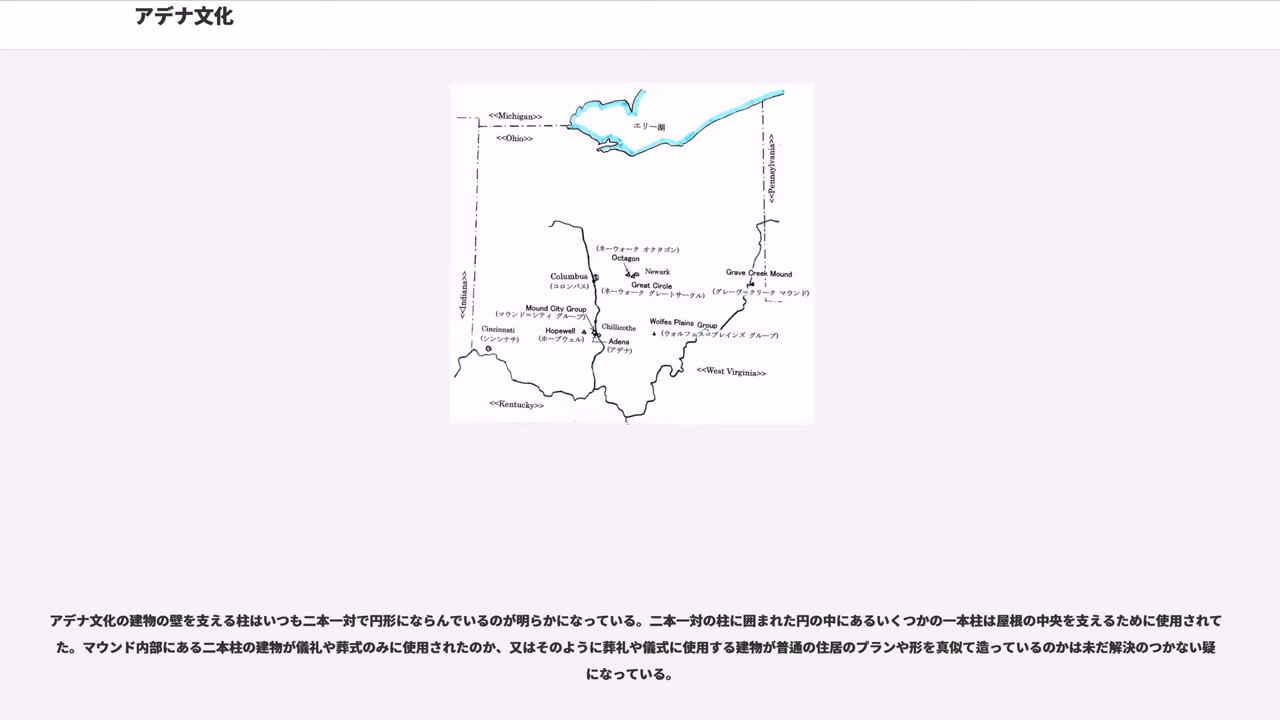 アデナ文化
<<Michigan>>
エリー湖
<<Ohio>>
<<Pennsylvania>>
(ネーウォーク オクタゴン)
Octagon
Newark
Columbus
(コロンバス)
Great Circle
(ネーウォーク グレートサークル)
Grave Creek Mound
(グレーヴ=クリーク マウンド)
<<Indiana>>
Mound City Group
(マウンド=シティ グループ)
Cincinnati
(シンシナチ)
Hopewell
(ホープウェル)
Chillicothe
Adena
(アデナ)
Wolfes Plains Group
(ウォルフェス=プレインズ グループ)
<<West Virginia>>
<<Kentucky>>
アデナ文化の建物の壁を支える柱はいつも二本一対で円形にならんでいるのが明らかになっている。二本一対の柱に囲まれた円の中にあるいくつかの一本柱は屋根の中央を支えるために使用されて
た。マウンド内部にある二本柱の建物が儀礼や葬式のみに使用されたのか、又はそのように葬礼や儀式に使用する建物が普通の住居のプランや形を真似て造っているのかは未だ解決のつかない疑
になっている。